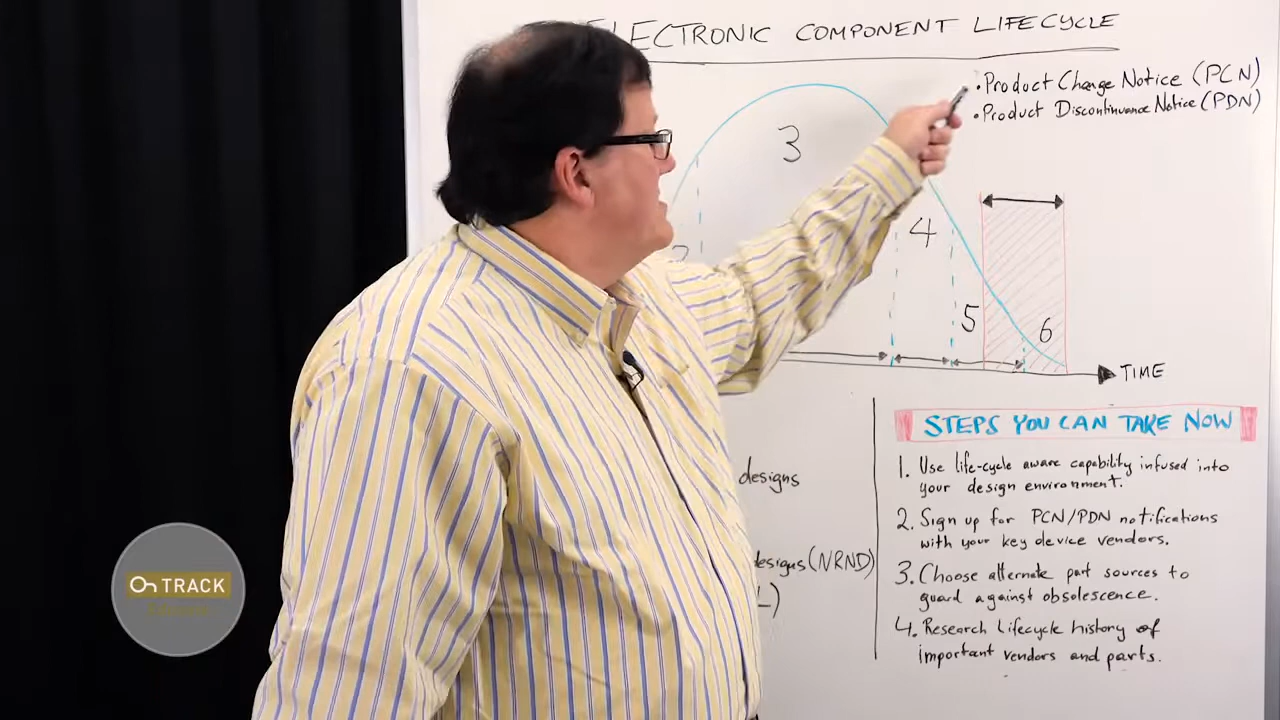 ELECTRONIC COMPONENT LIFECYCLE
• Product Change Notice (PCN)
• Product Discontinuance Notice (PDN)
3
4
5
6
TIME
designs
designs (NRND)
L)
STEPS YOU CAN TAKE NOW
1. Use life-cycle aware capability infused into
your design environment.
2. Sign up for PCN/PDN notifications
with your key device vendors.
3. Choose alternate part sources to
guard against obsolescence.
4. Research Lifecycle history of
important vendors and parts.
On TRACK